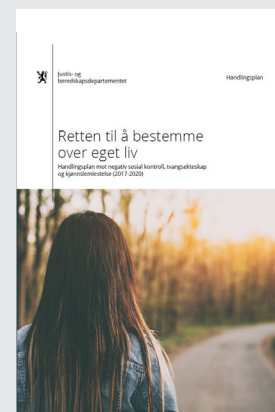 Justis- og
beredskapsdepartementet
Handlingsplan
Retten til å bestemme
over eget liv
Handlingsplan mot negativ sosial kontroll, tvangsekteskap
og kjønnslemlestelse (2017-2020)